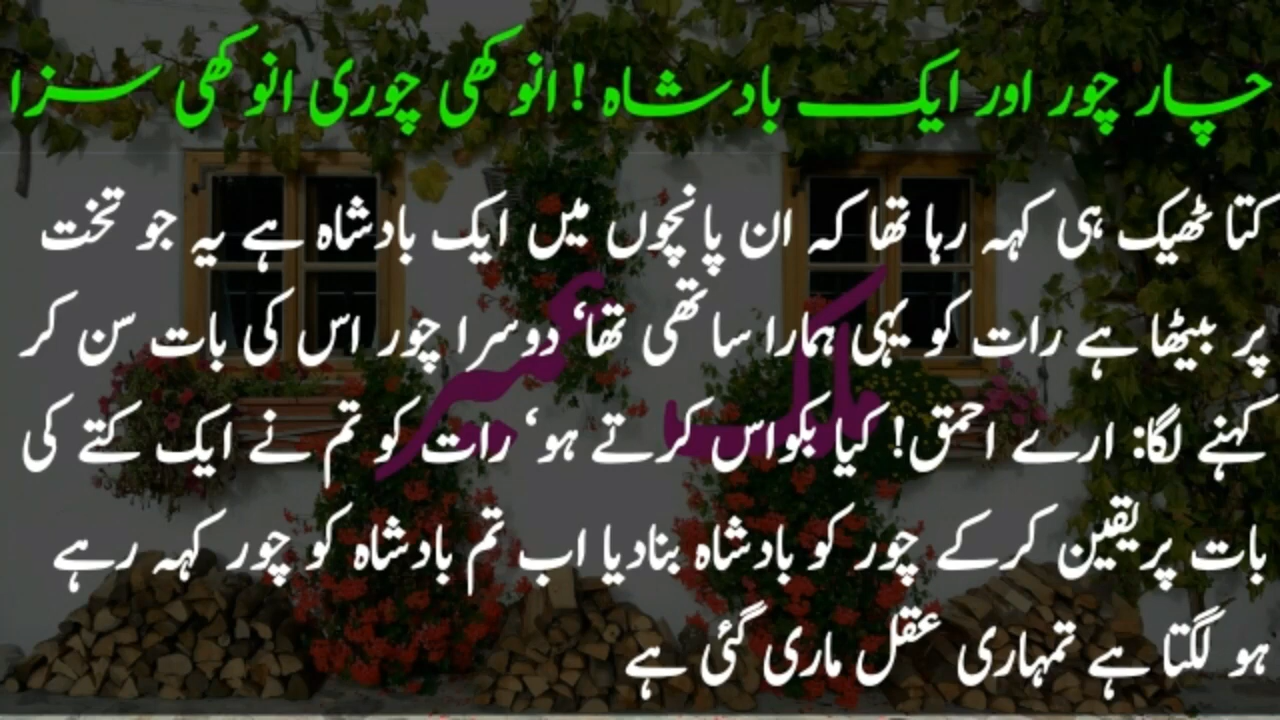 چار چور اور ایک بادشاہ !انوکھی چوری انوکھی سزا
کتا ٹھیک ہی کہہ رہا تھا کہ ان پانچوں میں ایک بادشاہ ہے یہ جو تخت
پر بیٹھا ہے رات کو یہی ہمارا ساتھی تھا‘ دوسرا چور اس کی بات سن کر
کہنے لگا: ارے احمق! کیا بکواس کرتے ہو‘ رات کو تم نے ایک کتے کی
بات پر یقین کرکے چور کو بادشاہ بنادیا اب تم بادشاہ کو چور کہہ رہے
ہو لگتا ہے تمہاری عقل ماری گئی ہے
ملک عمیر